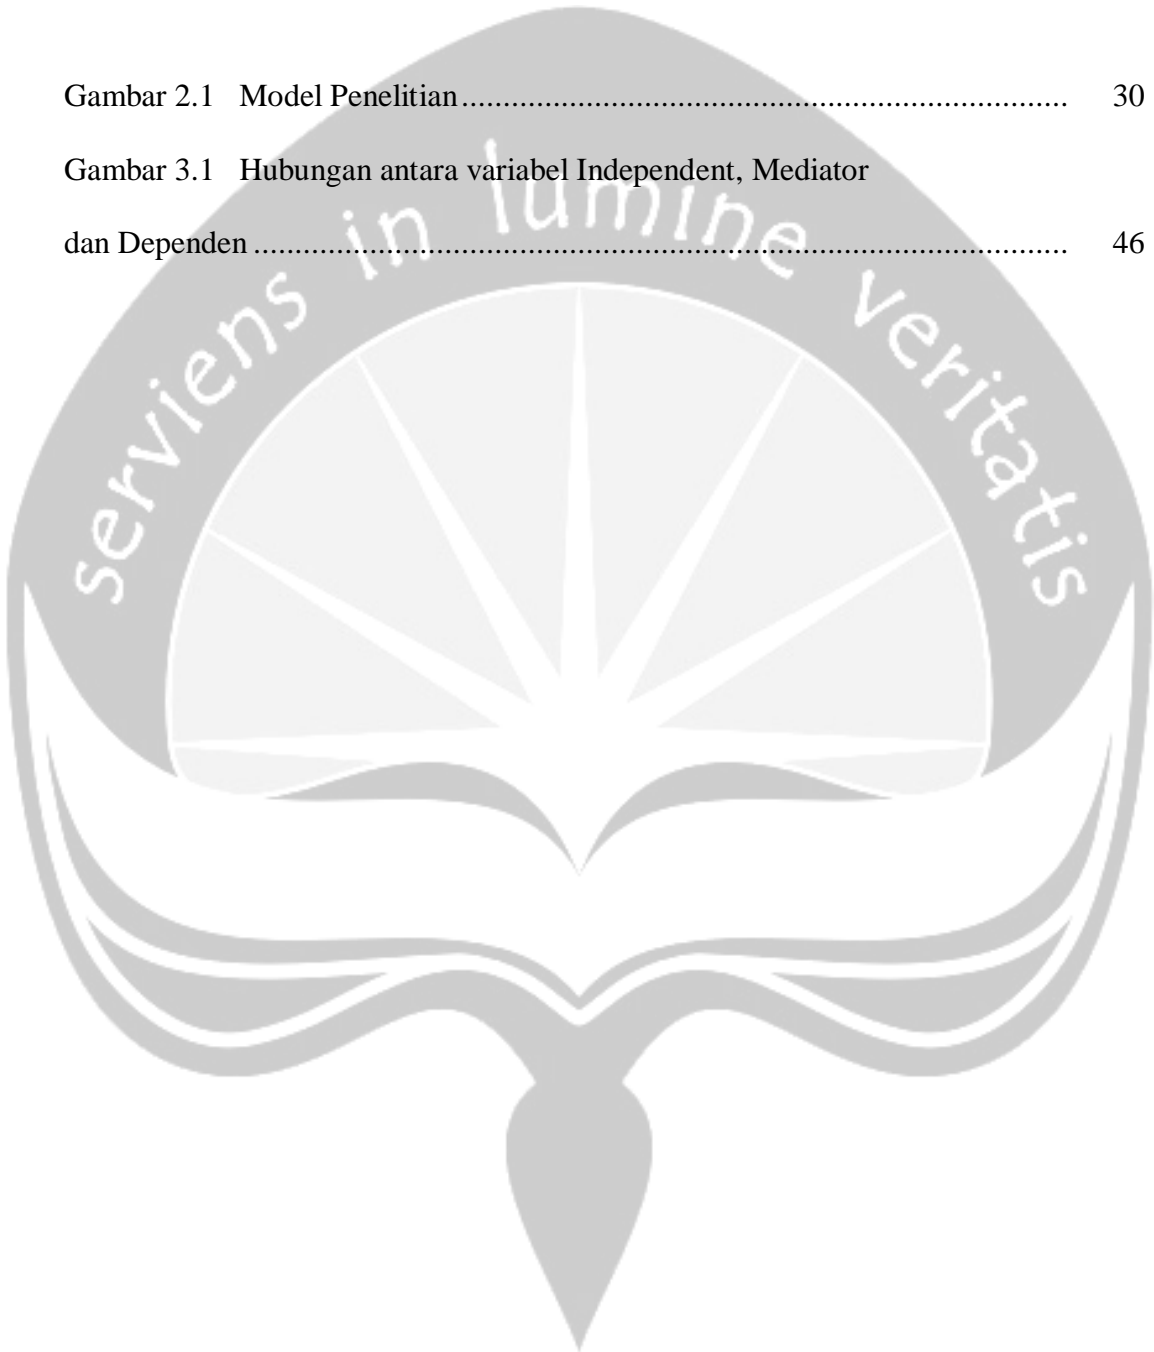 Gambar 2.1 Model Penelitian.......................................................................... 30
Gambar 3.1 Hubungan antara variabel Independent, Mediator
dan Dependen.................................................................................................... 46
serviens in lumine veritatis